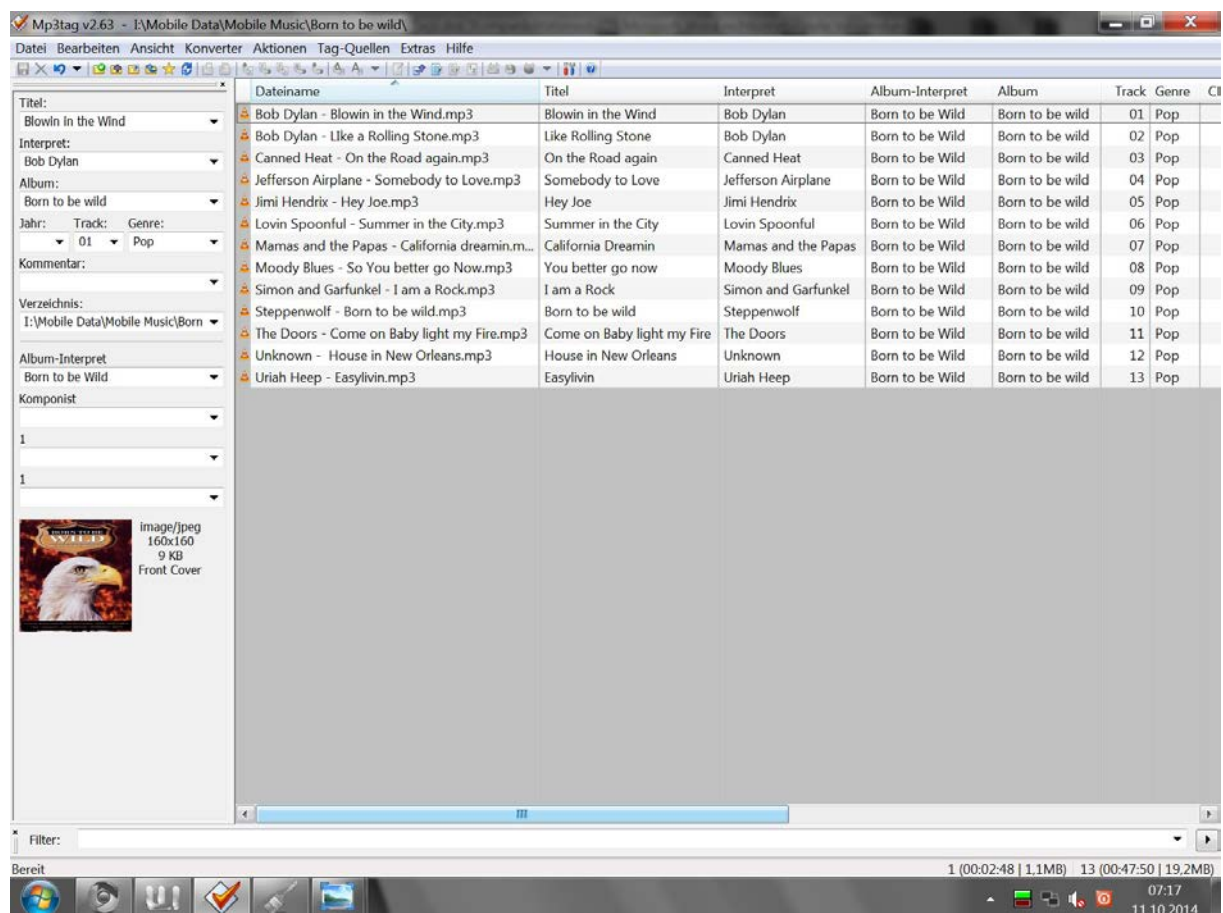 Mp3tag v2.63 - I:\Mobile Data\Mobile Music\Born to be wild\
Datei Bearbeiten Ansicht Konverter Aktionen Tag-Quellen Extras Hilfe
Titel:
Blowin in the Wind
Interpret:
Bob Dylan
Album:
Born to be wild
Jahr: Track: Genre:
01 Pop
Kommentar:
Verzeichnis:
I:\Mobile Data\Mobile Music\Born
Album-Interpret
Born to be Wild
Komponist
1
1
BORN TO BE
WILD
image/jpeg
160x160
9 KB
Front Cover
Dateiname Titel Interpret Album-Interpret Album Track Genre
Bob Dylan - Blowin in the Wind.mp3 Blowin in the Wind Bob Dylan Born to be Wild Born to be wild 01 Pop
Bob Dylan - LIke a Rolling Stone.mp3 Like Rolling Stone Bob Dylan Born to be Wild Born to be wild 02 Pop
Canned Heat - On the Road again.mp3 On the Road again Canned Heat Born to be Wild Born to be wild 03 Pop
Jefferson Airplane - Somebody to Love.mp3 Somebody to Love Jefferson Airplane Born to be Wild Born to be wild 04 Pop
Jimi Hendrix - Hey Joe.mp3 Hey Joe Jimi Hendrix Born to be Wild Born to be wild 05 Pop
Lovin Spoonful - Summer in the City.mp3 Summer in the City Lovin Spoonful Born to be Wild Born to be wild 06 Pop
Mamas and the Papas - California dreamin.m... California Dreamin Mamas and the Papas Born to be Wild Born to be wild 07 Pop
Moody Blues - So You better go Now.mp3 You better go now Moody Blues Born to be Wild Born to be wild 08 Pop
Simon and Garfunkel - I am a Rock.mp3 I am a Rock Simon and Garfunkel Born to be Wild Born to be wild 09 Pop
Steppenwolf - Born to be wild.mp3 Born to be wild Steppenwolf Born to be Wild Born to be wild 10 Pop
The Doors - Come on Baby light my Fire.mp3 Come on Baby light my Fire The Doors Born to be Wild Born to be wild 11 Pop
Unknown - House in New Orleans.mp3 House in New Orleans Unknown Born to be Wild Born to be wild 12 Pop
Uriah Heep - Easylivin.mp3 Easylivin Uriah Heep Born to be Wild Born to be wild 13 Pop
Filter:
Bereit 1 (00:02:48 | 1,1MB) 13 (00:47:50 | 19,2MB)
07:17
11.10.2014